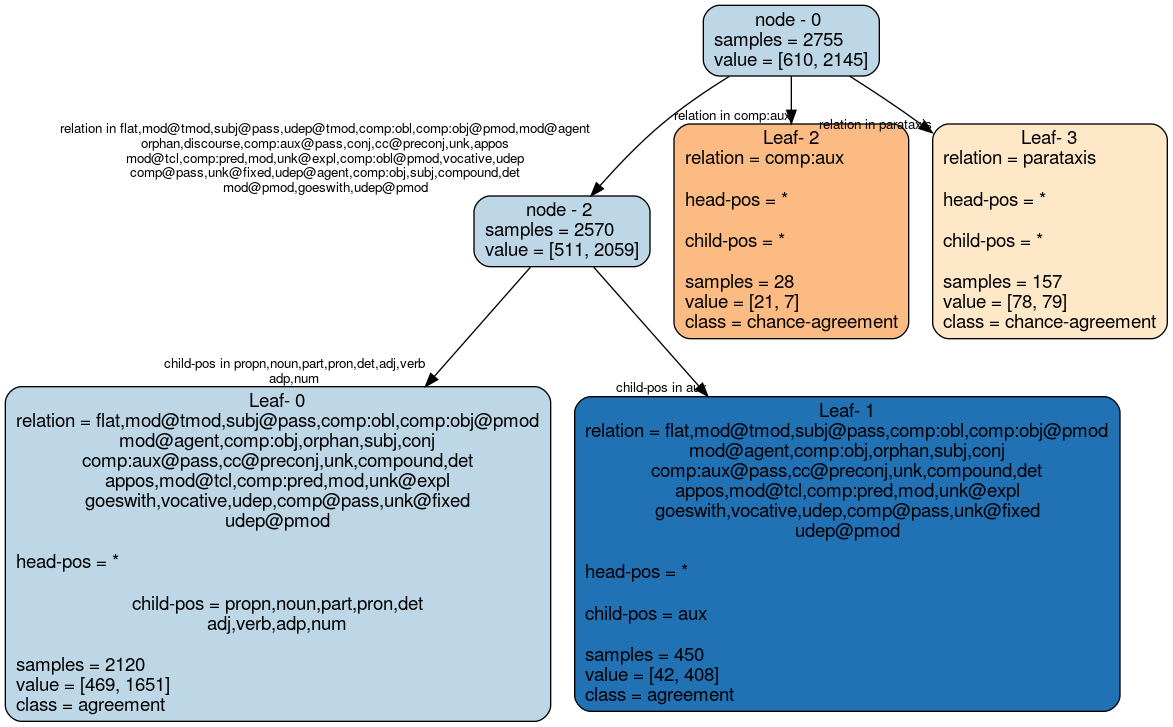 node - 0
samples = 2755
value = [610, 2145]
relation in flat,mod@tmod,subj@pass,udep@tmod,comp:obl,comp:obj@pmod,mod@agent
orphan,discourse,comp:aux@pass,conj,cc@preconj,unk,appos
mod@tcl,comp:pred,mod,unk@expl,comp:obl@pmod,vocative,udep
comp@pass,unk@fixed,udep@agent,comp:obj,subj,compound,det
mod@pmod,goeswith,udep@pmod
relation in comp:aux
relation in parataxis
node - 2
samples = 2570
value = [511, 2059]
Leaf- 2
relation = comp:aux
head-pos = *
child-pos = *
samples = 28
value = [21, 7]
class = chance-agreement
Leaf- 3
relation = parataxis
head-pos = *
child-pos = *
samples = 157
value = [78, 79]
class = chance-agreement
child-pos in propn,noun,part,pron,det,adj,verb
adp,num
child-pos in aux
Leaf- 0
relation = flat,mod@tmod,subj@pass,comp:obl,comp:obj@pmod
mod@agent,comp:obj,orphan,subj,conj
comp:aux@pass,cc@preconj,unk,compound,det
appos,mod@tcl,comp:pred,mod,unk@expl
goeswith,vocative,udep,comp@pass,unk@fixed
udep@pmod
head-pos = *
child-pos = propn,noun,part,pron,det
adj,verb,adp,num
samples = 2120
value = [469, 1651]
class = agreement
Leaf- 1
relation = flat,mod@tmod,subj@pass,comp:obl,comp:obj@pmod
mod@agent,comp:obj,orphan,subj,conj
comp:aux@pass,cc@preconj,unk,compound,det
appos,mod@tcl,comp:pred,mod,unk@expl
goeswith,vocative,udep,comp@pass,unk@fixed
udep@pmod
head-pos = *
child-pos = aux
samples = 450
value = [42, 408]
class = agreement